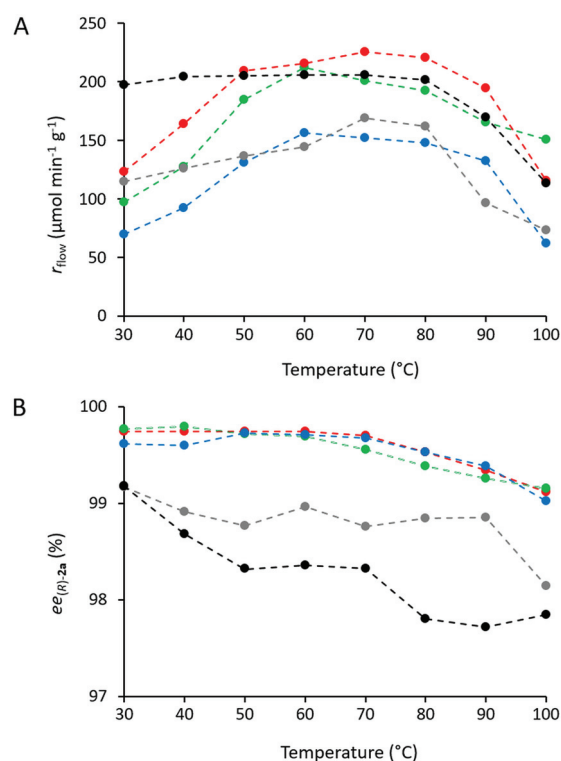 A
250
200
150
100
50
0
r_flow (μmol min⁻¹ g⁻¹)
30 40 50 60 70 80 90 100
Temperature (°C)
B
100
99
98
97
ee_(R)-2a (%)
30 40 50 60 70 80 90 100
Temperature (°C)